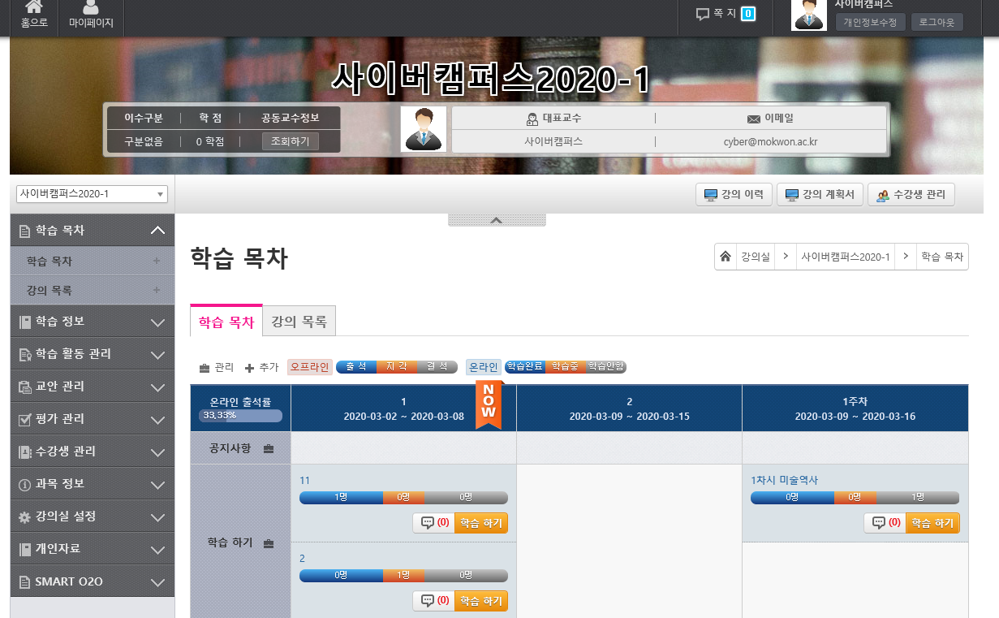 홈으로
마이페이지
쪽 지 0
사이버캠퍼스
개인정보수정 로그아웃
사이버캠퍼스2020-1
이수구분 학 점 공동교수정보
구분없음 0 학점 조회하기
대표교수 이메일
사이버캠퍼스 cyber@mokwon.ac.kr
사이버캠퍼스2020-1
강의 이력 강의 계획서 수강생 관리
학습 목차
학습 목차
강의 목록
학습 정보
학습 활동 관리
교안 관리
평가 관리
수강생 관리
과목 정보
강의실 설정
개인자료
SMART O2O
학습 목차
강의실 > 사이버캠퍼스2020-1 > 학습 목차
학습 목차 강의 목록
관리 추가 오프라인 출 석 지 각 결 석 온라인 학습완료 학습중 학습안함
온라인 출석률
33,33%
1
2020-03-02 ~ 2020-03-08
NOW
2
2020-03-09 ~ 2020-03-15
1주차
2020-03-09 ~ 2020-03-16
공지사항
학습 하기
11
1명 0명 0명
(0) 학습 하기
2
0명 1명 0명
(0) 학습 하기
1차시 미술역사
0명 0명 1명
(0) 학습 하기